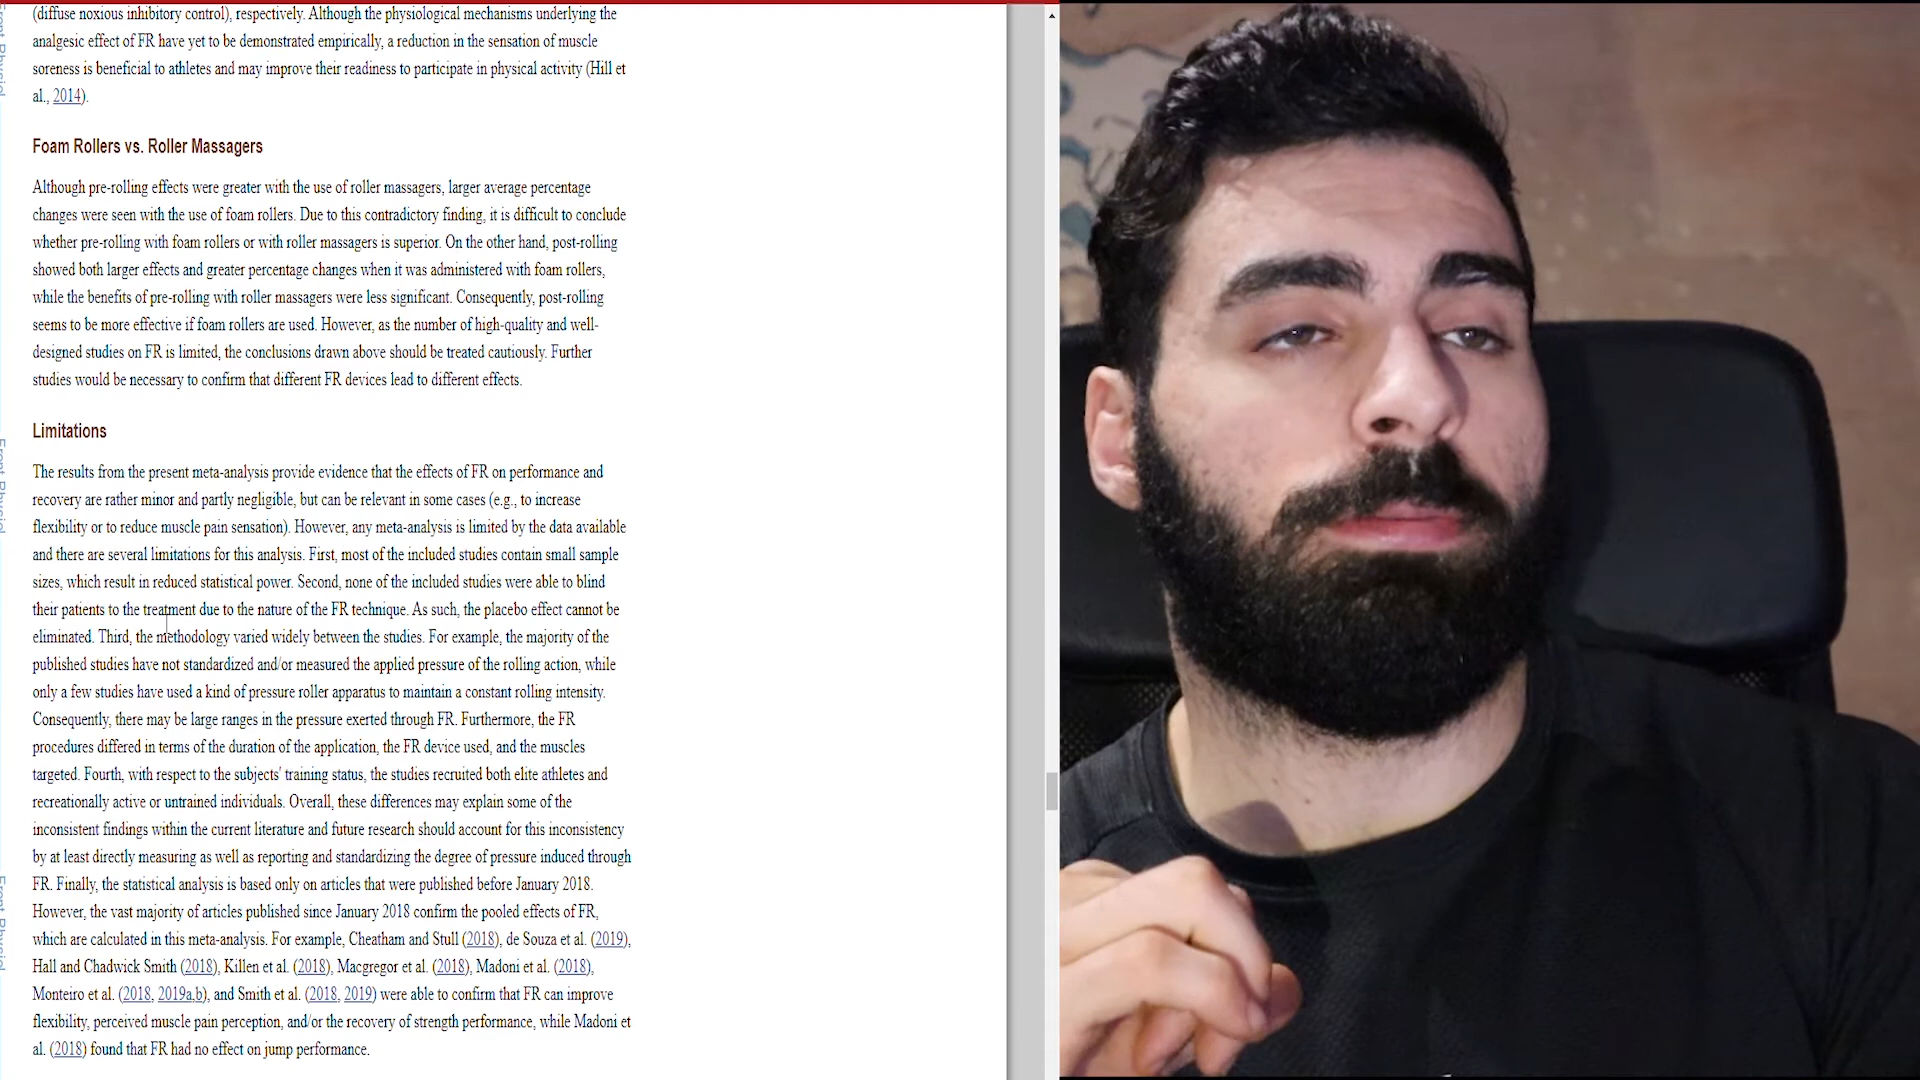 (diffuse noxious inhibitory control), respectively. Although the physiological mechanisms underlying the
analgesic effect of FR have yet to be demonstrated empirically, a reduction in the sensation of muscle
soreness is beneficial to athletes and may improve their readiness to participate in physical activity (Hill et
al., 2014).
Foam Rollers vs. Roller Massagers
Although pre-rolling effects were greater with the use of roller massagers, larger average percentage
changes were seen with the use of foam rollers. Due to this contradictory finding, it is difficult to conclude
whether pre-rolling with foam rollers or with roller massagers is superior. On the other hand, post-rolling
showed both larger effects and greater percentage changes when it was administered with foam rollers,
while the benefits of pre-rolling with roller massagers were less significant. Consequently, post-rolling
seems to be more effective if foam rollers are used. However, as the number of high-quality and well-
designed studies on FR is limited, the conclusions drawn above should be treated cautiously. Further
studies would be necessary to confirm that different FR devices lead to different effects.
Limitations
The results from the present meta-analysis provide evidence that the effects of FR on performance and
recovery are rather minor and partly negligible, but can be relevant in some cases (e.g., to increase
flexibility or to reduce muscle pain sensation). However, any meta-analysis is limited by the data available
and there are several limitations for this analysis. First, most of the included studies contain small sample
sizes, which result in reduced statistical power. Second, none of the included studies were able to blind
their patients to the treatment due to the nature of the FR technique. As such, the placebo effect cannot be
eliminated. Third, the methodology varied widely between the studies. For example, the majority of the
published studies have not standardized and/or measured the applied pressure of the rolling action, while
only a few studies have used a kind of pressure roller apparatus to maintain a constant rolling intensity.
Consequently, there may be large ranges in the pressure exerted through FR. Furthermore, the FR
procedures differed in terms of the duration of the application, the FR device used, and the muscles
targeted. Fourth, with respect to the subjects' training status, the studies recruited both elite athletes and
recreationally active or untrained individuals. Overall, these differences may explain some of the
inconsistent findings within the current literature and future research should account for this inconsistency
by at least directly measuring as well as reporting and standardizing the degree of pressure induced through
FR. Finally, the statistical analysis is based only on articles that were published before January 2018.
However, the vast majority of articles published since January 2018 confirm the pooled effects of FR,
which are calculated in this meta-analysis. For example, Cheatham and Stull (2018), de Souza et al. (2019),
Hall and Chadwick Smith (2018), Killen et al. (2018), Macgregor et al. (2018), Madoni et al. (2018),
Monteiro et al. (2018, 2019a,b), and Smith et al. (2018, 2019) were able to confirm that FR can improve
flexibility, perceived muscle pain perception, and/or the recovery of strength performance, while Madoni et
al. (2018) found that FR had no effect on jump performance.